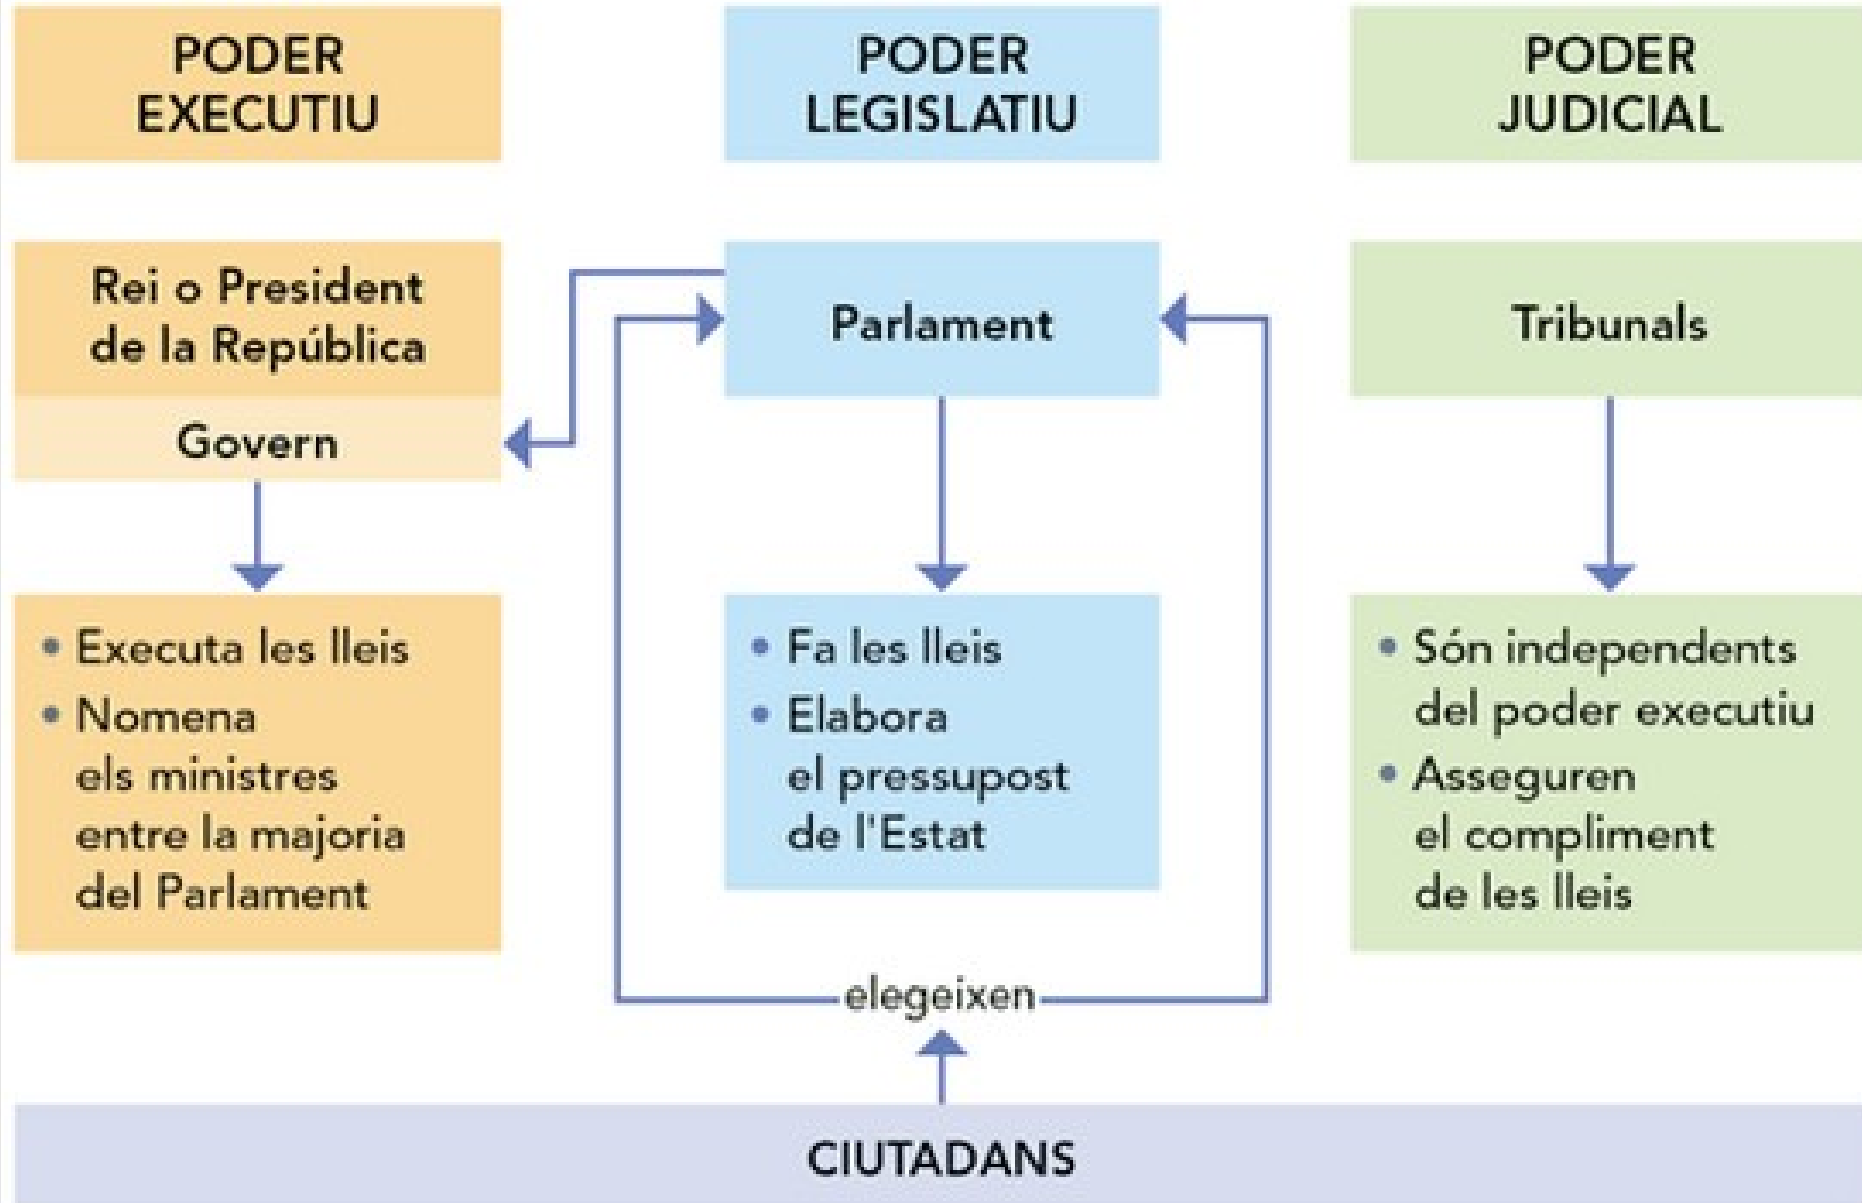 PODER
EXECUTIU
PODER
LEGISLATIU
PODER
JUDICIAL
Rei o President
de la República
Govern
Parlament
Tribunals
• Executa les lleis
• Nomena
els ministres
entre la majoria
del Parlament
• Fa les lleis
• Elabora
el pressupost
de l'Estat
• Són independents
del poder executiu
• Asseguren
el compliment
de les lleis
elegeixen
CIUTADANS